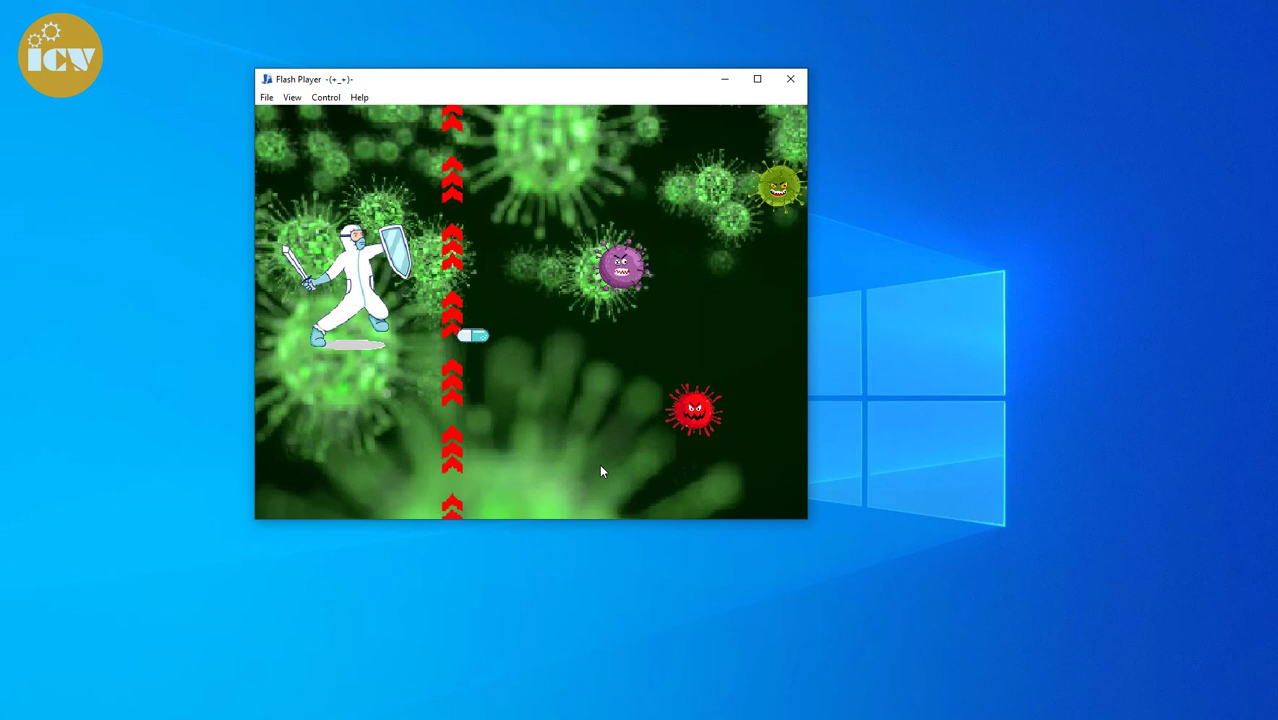 icv
Flash Player -(+_+)-
File View Control Help